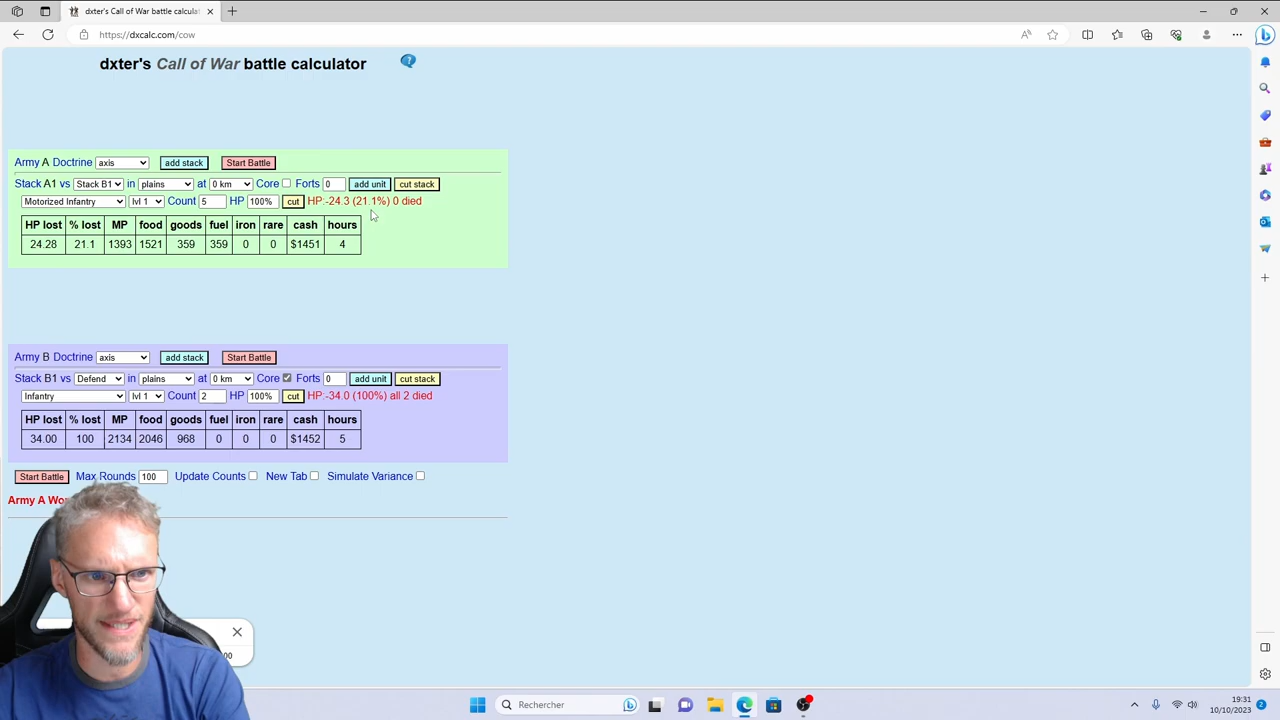 dxter's Call of War battle calculat
https://dxcalc.com/cow
dxter's Call of War battle calculator
Army A Doctrine axis add stack Start Battle
Stack A1 vs Stack B1 in plains at 0 km Core Forts 0 add unit cut stack
Motorized Infantry lvl 1 Count 5 HP 100% cut HP:-24.3 (21.1%) 0 died
HP lost % lost MP food goods fuel iron rare cash hours
24.28 21.1 1393 1521 359 359 0 0 $1451 4
Army B Doctrine axis add stack Start Battle
Stack B1 vs Defend in plains at 0 km Core Forts 0 add unit cut stack
Infantry lvl 1 Count 2 HP 100% cut HP:-34.0 (100%) all 2 died
HP lost % lost MP food goods fuel iron rare cash hours
34.00 100 2134 2046 968 0 0 0 $1452 5
Start Battle Max Rounds 100 Update Counts New Tab Simulate Variance
Army A Wo
00
Rechercher
19:31
10/10/2023
2